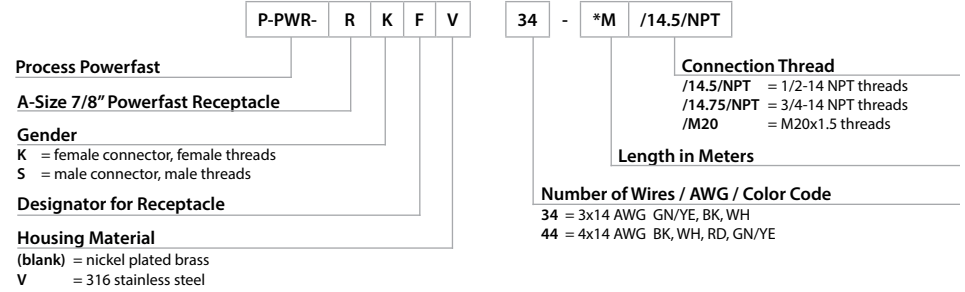 P-PWR- R K F V 34 - *M /14.5/NPT
Process Powerfast
A-Size 7/8” Powerfast Receptacle
Gender
K = female connector, female threads
S = male connector, male threads
Designator for Receptacle
Housing Material
(blank) = nickel plated brass
V = 316 stainless steel
Connection Thread
/14.5/NPT = 1/2-14 NPT threads
/14.75/NPT = 3/4-14 NPT threads
/M20 = M20x1.5 threads
Length in Meters
Number of Wires / AWG / Color Code
34 = 3x14 AWG GN/YE, BK, WH
44 = 4x14 AWG BK, WH, RD, GN/YE